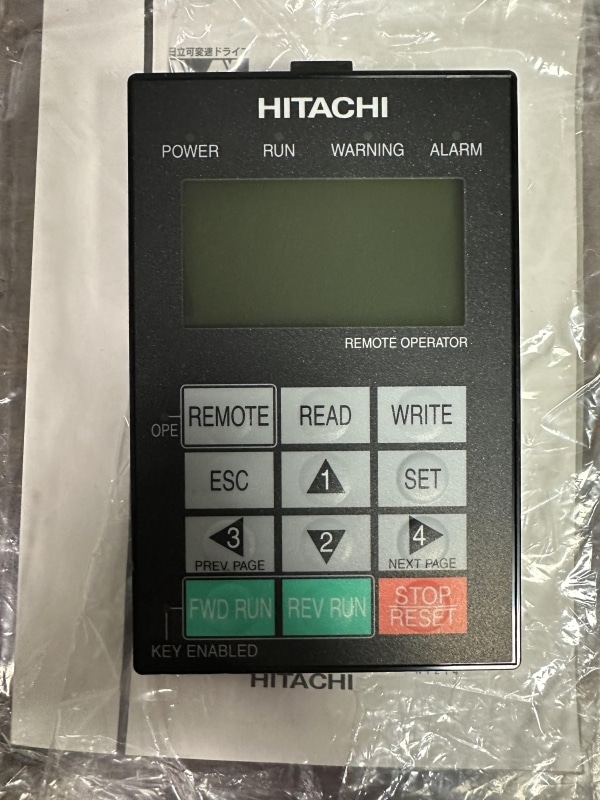 日立可変速ドライブ
HITACHI
POWER RUN WARNING ALARM
REMOTE OPERATOR
REMOTE READ WRITE
OPE
ESC 1 SET
3 2 4
PREV. PAGE NEXT PAGE
FWD RUN REV RUN STOP
RESET
KEY ENABLED
HITACHI